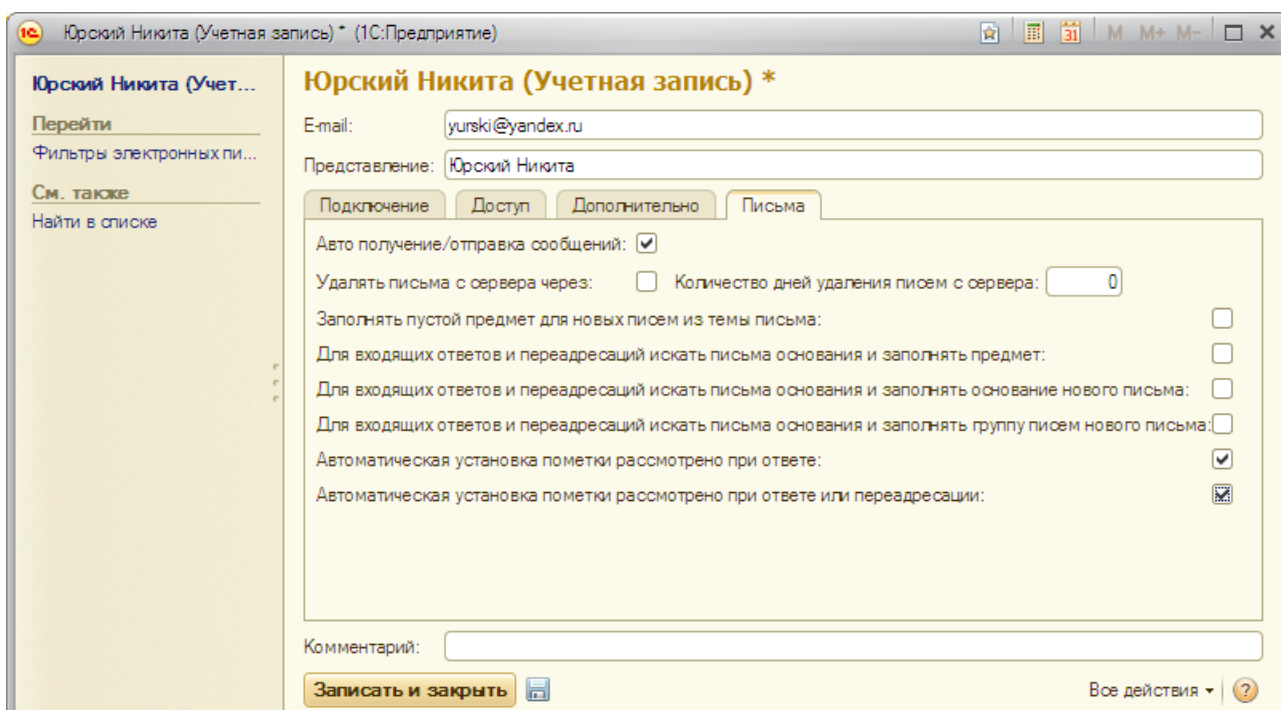 Юрский Никита (Учетная запись) * (1С:Предприятие)
31 M M+ M-
Юрский Никита (Учет...
Перейти
Фильтры электронных пи...
См. также
Найти в списке
Юрский Никита (Учетная запись) *
E-mail: yurski@yandex.ru
Представление: Юрский Никита
Подключение Доступ Дополнительно Письма
Авто получение/отправка сообщений:
Удалять письма с сервера через: Количество дней удаления писем с сервера: 0
Заполнять пустой предмет для новых писем из темы письма:
Для входящих ответов и переадресаций искать письма основания и заполнять предмет:
Для входящих ответов и переадресаций искать письма основания и заполнять основание нового письма:
Для входящих ответов и переадресаций искать письма основания и заполнять группу писем нового письма:
Автоматическая установка пометки рассмотрено при ответе:
Автоматическая установка пометки рассмотрено при ответе или переадресации:
Комментарий:
Записать и закрыть Все действия ?